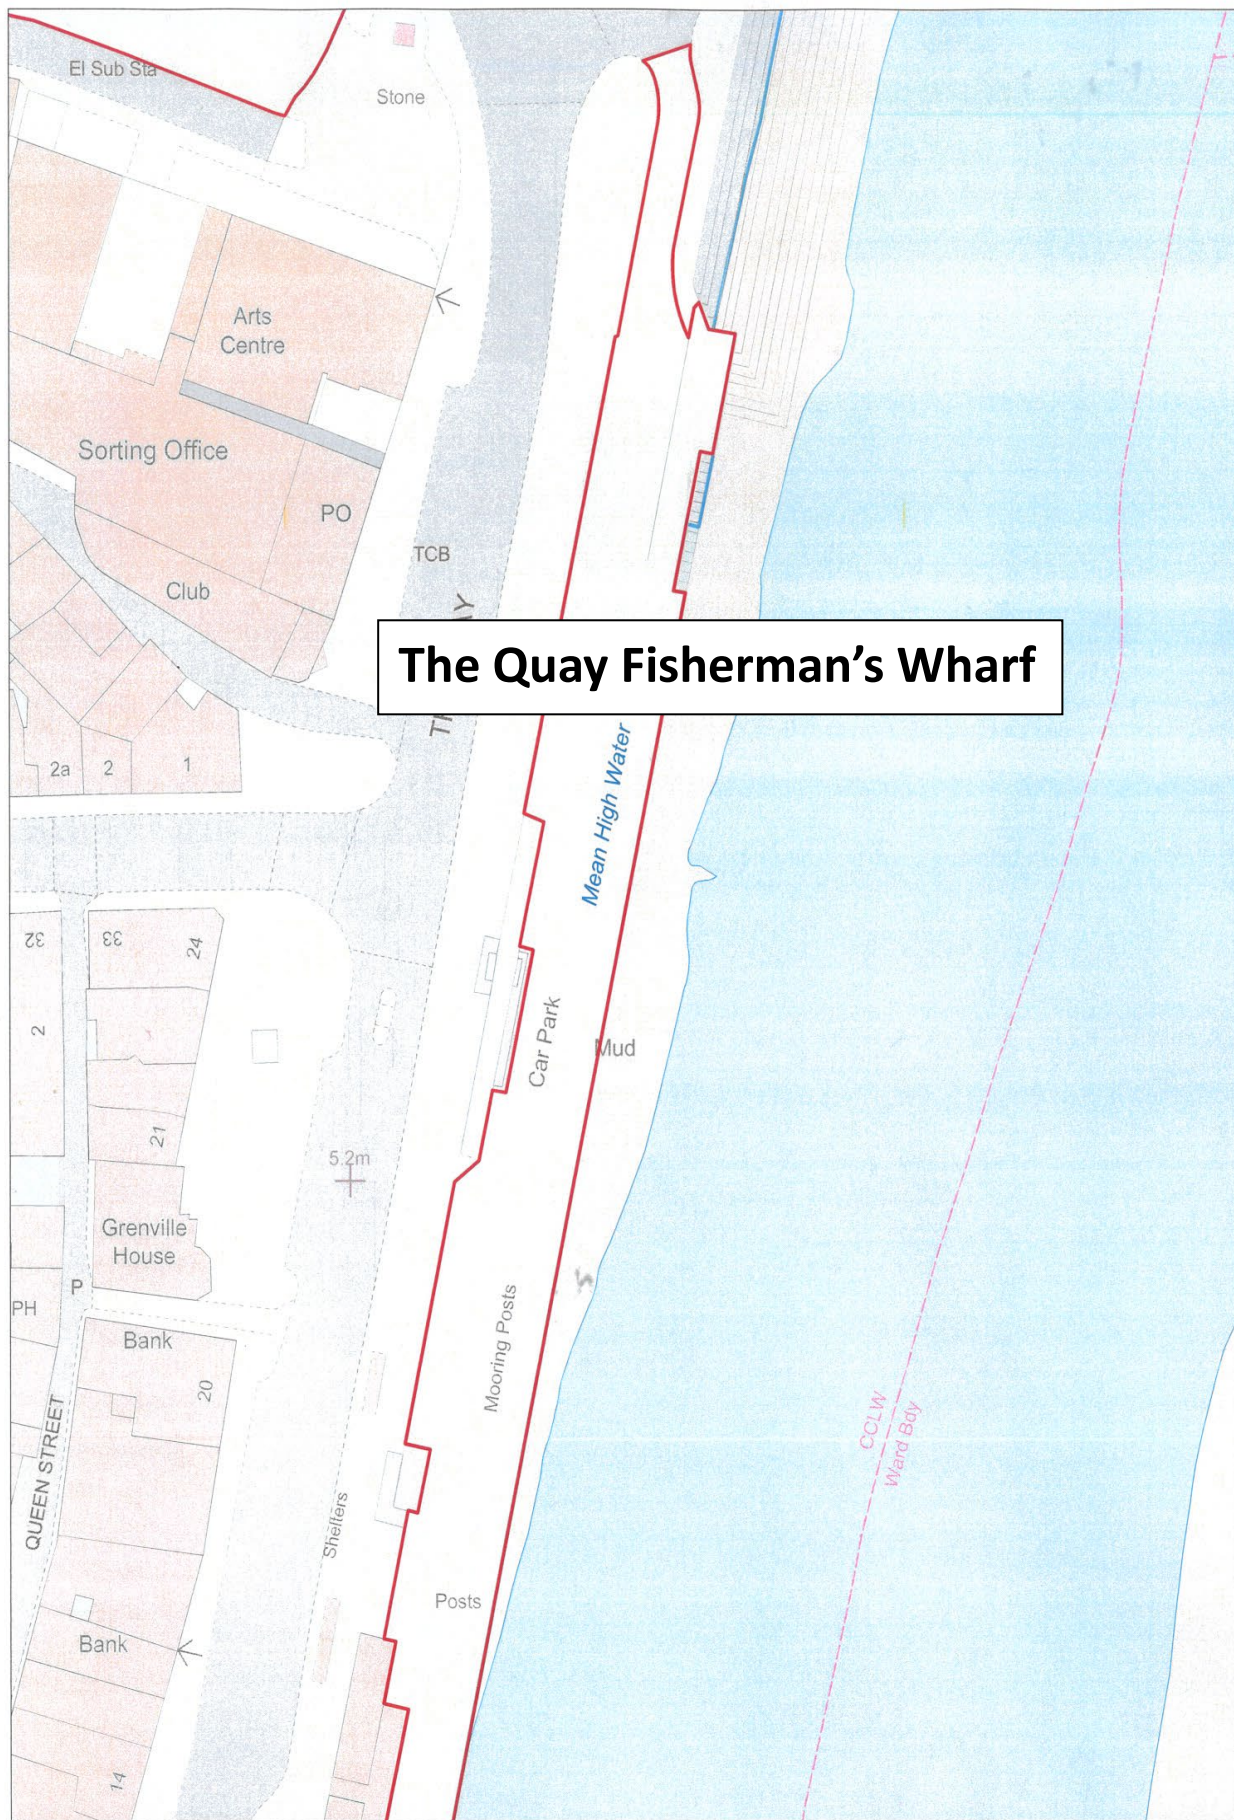 El Sub Sta
Stone
Arts
Centre
Sorting Office
PO
TCB
Club
The Quay Fisherman’s Wharf
2a
2
1
Mean High Water
32
33
24
2
Car Park
Mud
21
5.2m
Grenville
House
P
PH
Mooring Posts
Bank
20
CCLW
Ward Bdy
QUEEN STREET
Shelters
Posts
Bank
14